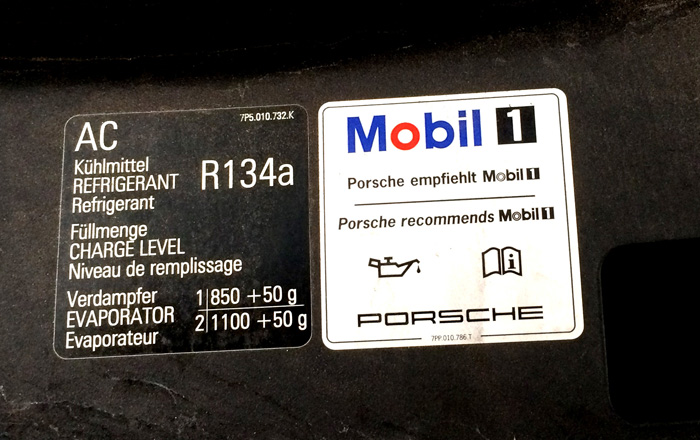 7P5.010.732.K
AC
Kühlmittel
REFRIGERANT
Refrigerant
R134a
Füllmenge
CHARGE LEVEL
Niveau de remplissage
Verdampfer 1 850 +50 g
EVAPORATOR 2 1100 +50 g
Evaporateur
Mobil 1
Porsche empfiehlt Mobil 1
Porsche recommends Mobil 1
i
PORSCHE
7PP.010.786.T